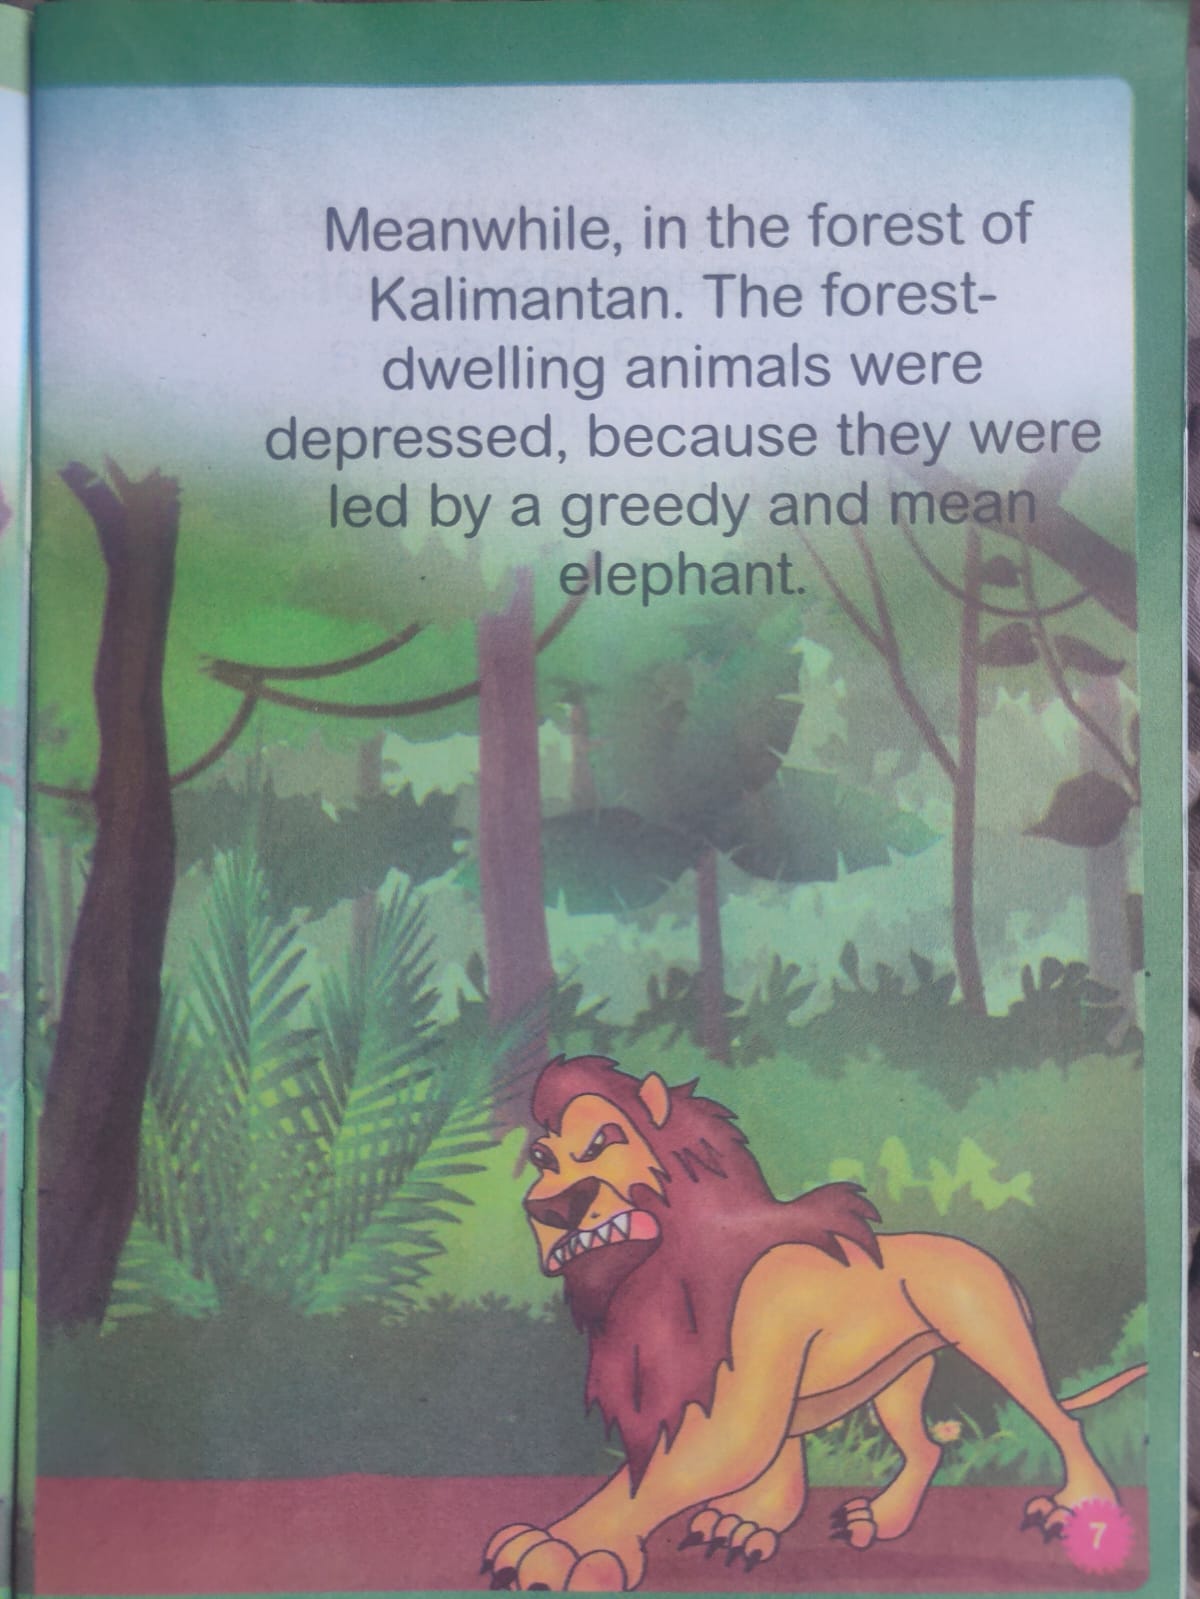 Meanwhile, in the forest of
Kalimantan. The forest-
dwelling animals were
depressed, because they were
led by a greedy and mean
elephant.
7